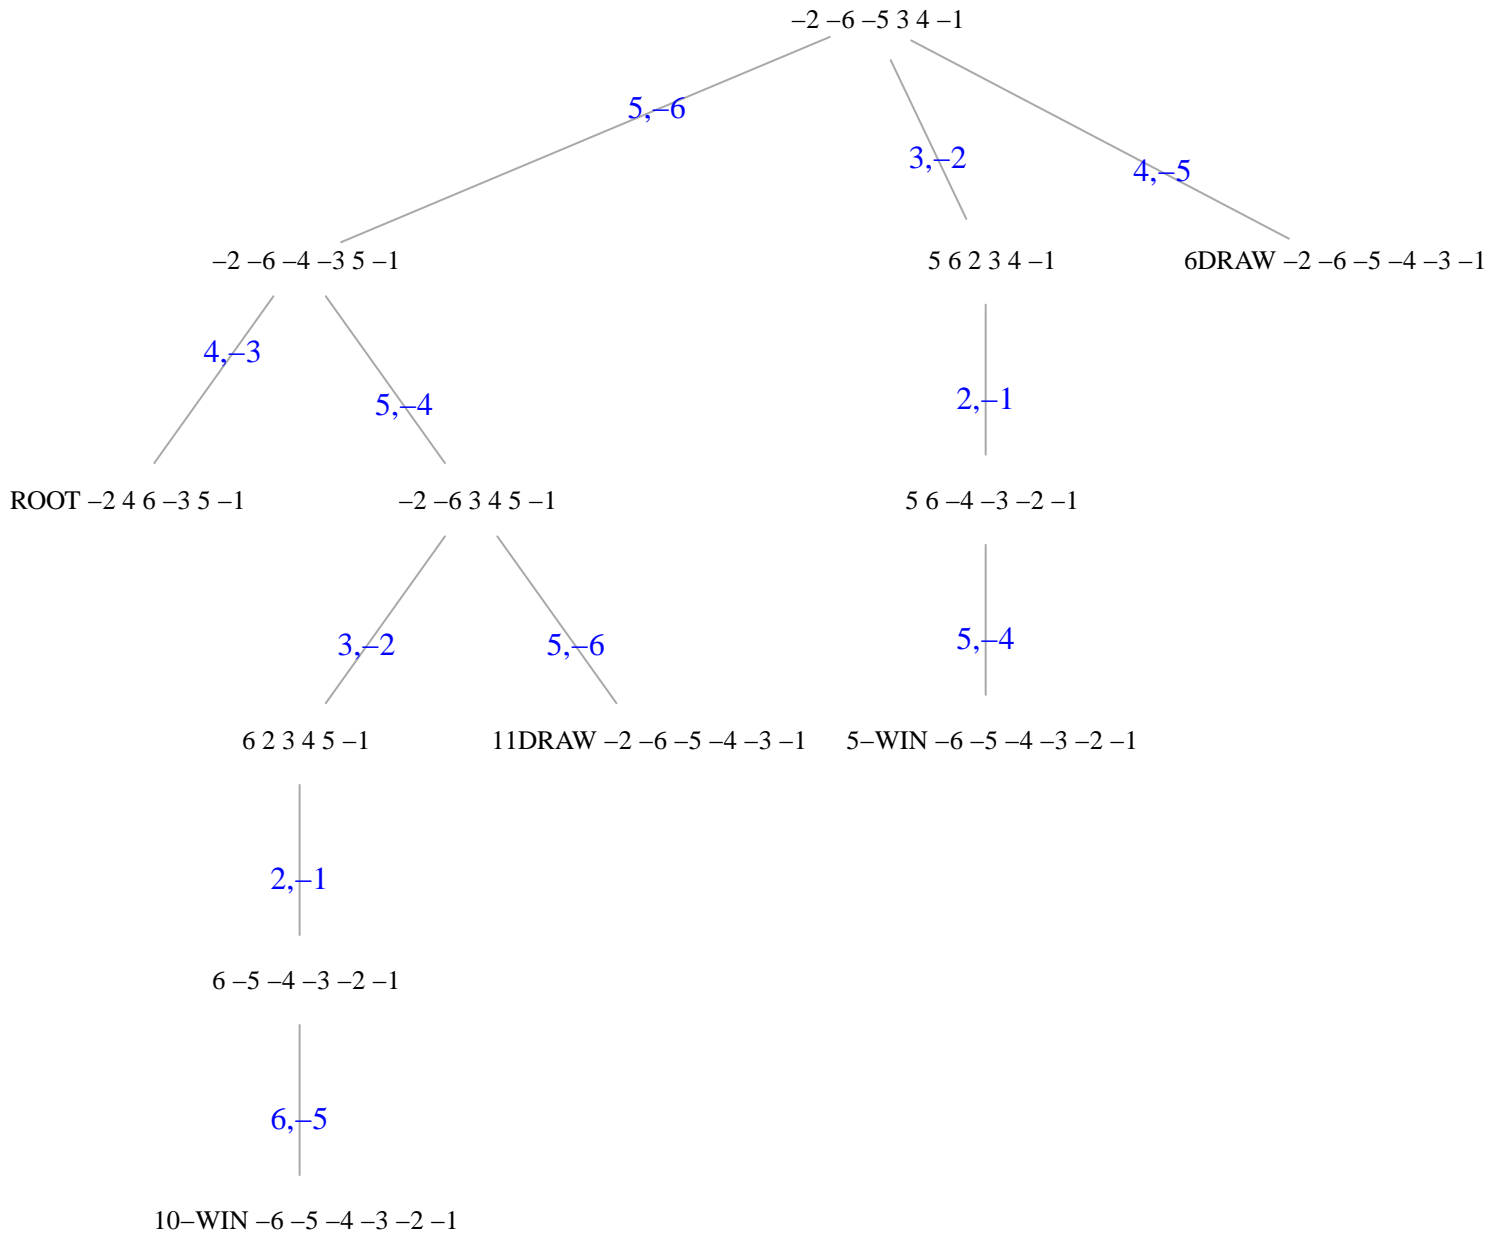 –2 –6 –5 3 4 –1
5,–6
3,–2
4,–5
–2 –6 –4 –3 5 –1
5 6 2 3 4 –1
6DRAW –2 –6 –5 –4 –3 –1
4,–3
5,–4
2,–1
ROOT –2 4 6 –3 5 –1
–2 –6 3 4 5 –1
5 6 –4 –3 –2 –1
3,–2
5,–6
5,–4
6 2 3 4 5 –1
11DRAW –2 –6 –5 –4 –3 –1
5–WIN –6 –5 –4 –3 –2 –1
2,–1
6 –5 –4 –3 –2 –1
6,–5
10–WIN –6 –5 –4 –3 –2 –1